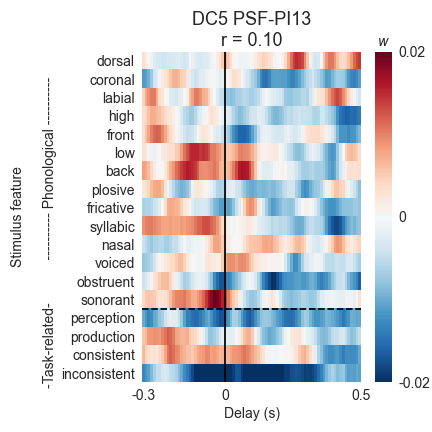 DC5 PSF-PI13
r = 0.10
w
dorsal
coronal
labial
high
front
low
back
plosive
fricative
syllabic
nasal
voiced
obstruent
sonorant
perception
production
consistent
inconsistent
Stimulus feature
-Task-related- ---------- Phonological ----------
0.02
0
-0.02
-0.3 0 0.5
Delay (s)